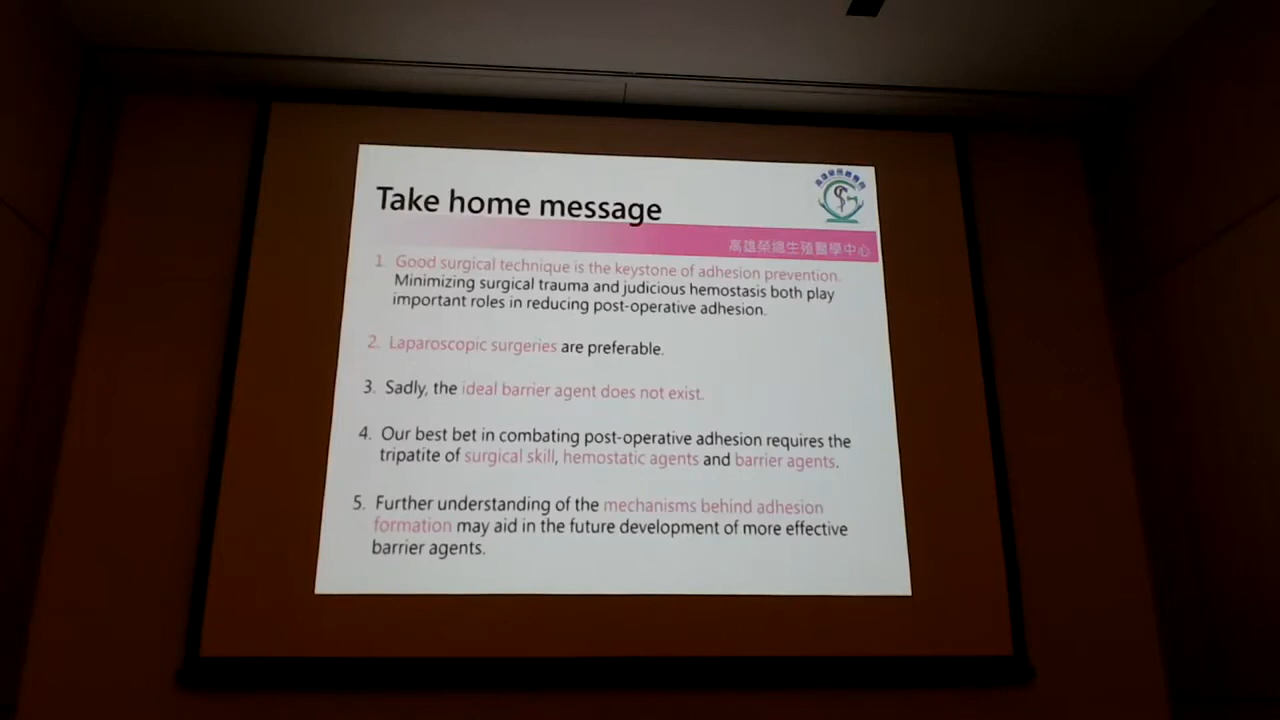 Take home message
高雄榮總生殖醫學中心
1. Good surgical technique is the keystone of adhesion prevention.
Minimizing surgical trauma and judicious hemostasis both play
important roles in reducing post-operative adhesion.
2. Laparoscopic surgeries are preferable.
3. Sadly, the ideal barrier agent does not exist.
4. Our best bet in combating post-operative adhesion requires the
tripatite of surgical skill, hemostatic agents and barrier agents.
5. Further understanding of the mechanisms behind adhesion
formation may aid in the future development of more effective
barrier agents.